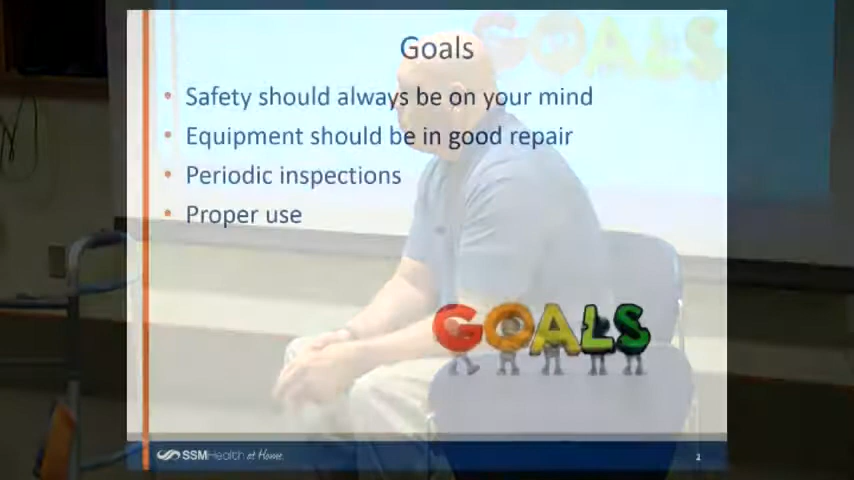 Goals
• Safety should always be on your mind
• Equipment should be in good repair
• Periodic inspections
• Proper use
GOALS
GOALS
SSMHealth at Home.
2